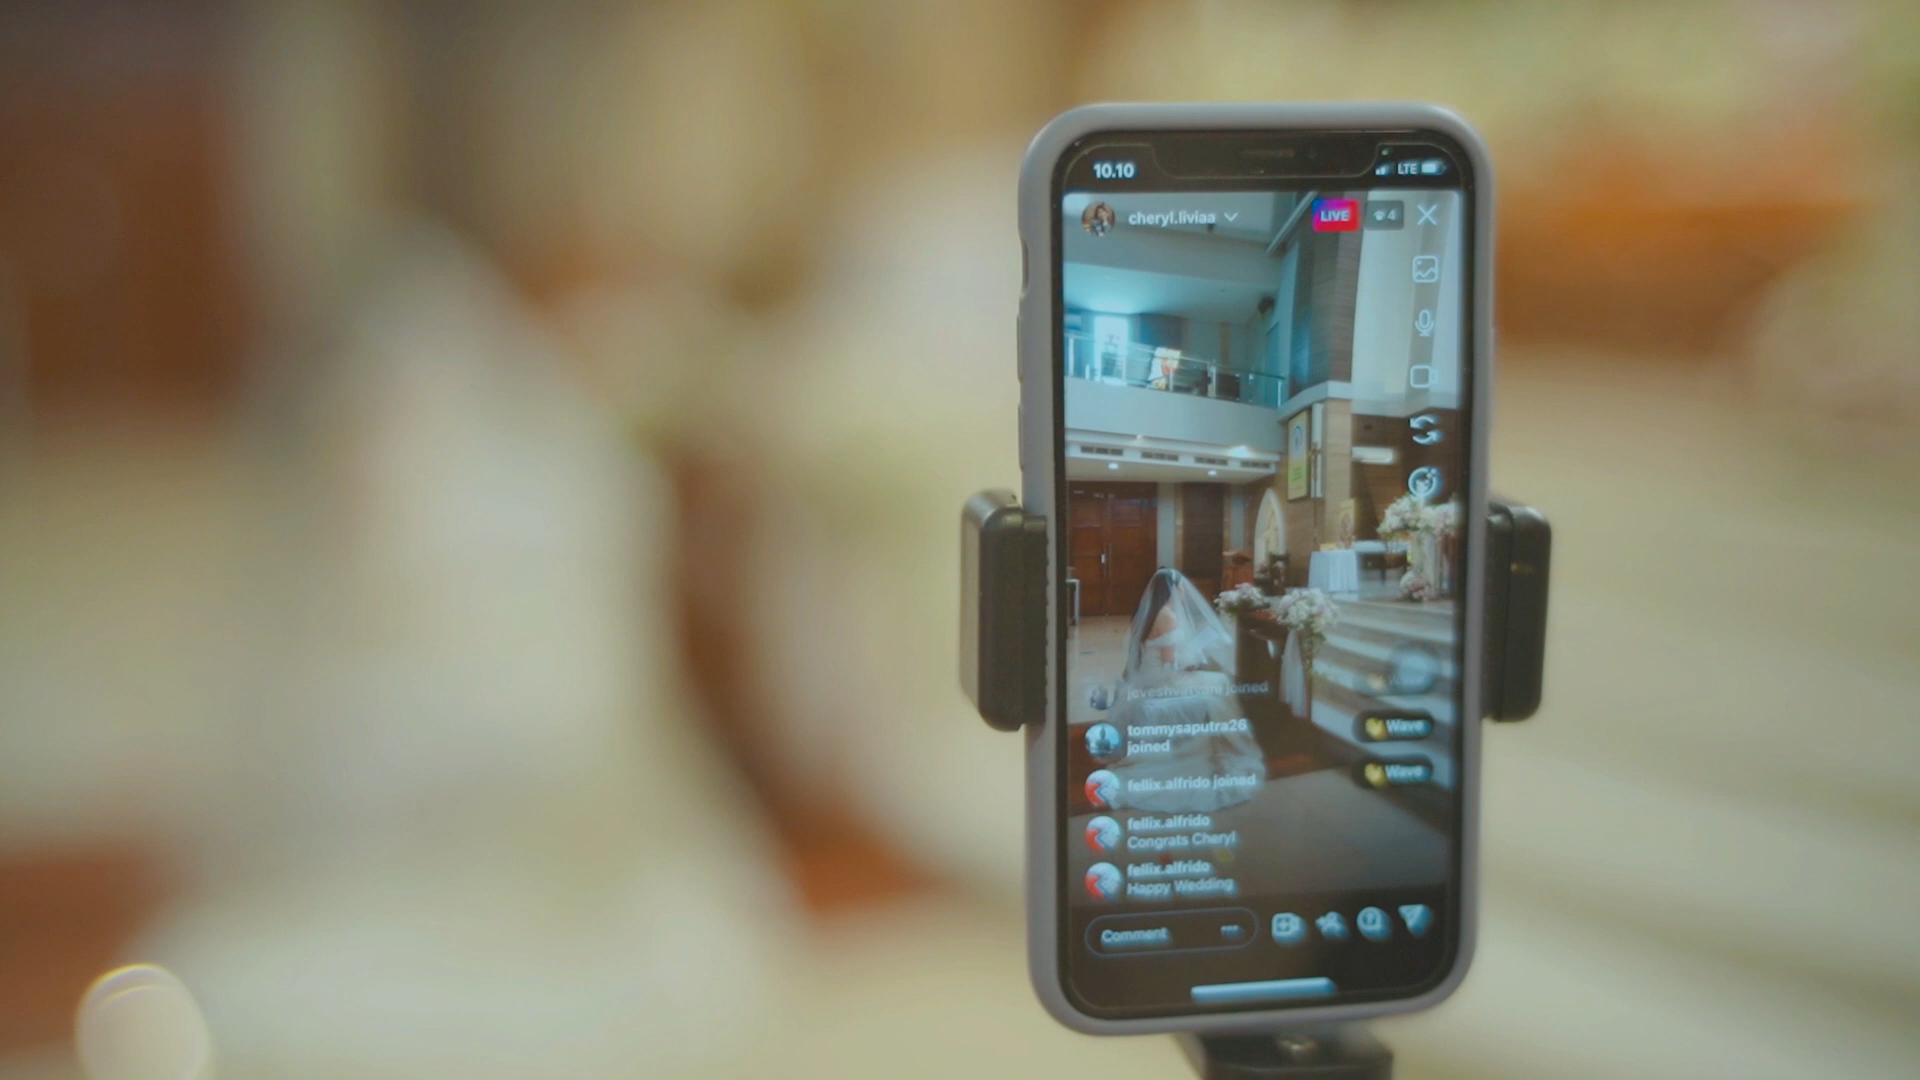 10.10
LTE
cheryl.liviaa
LIVE
4
joined
tommysaputra26
joined
Wave
fellix.alfrido joined
Wave
fellix.alfrido
Congrats Cheryl
fellix.alfrido
Happy Wedding
Comment